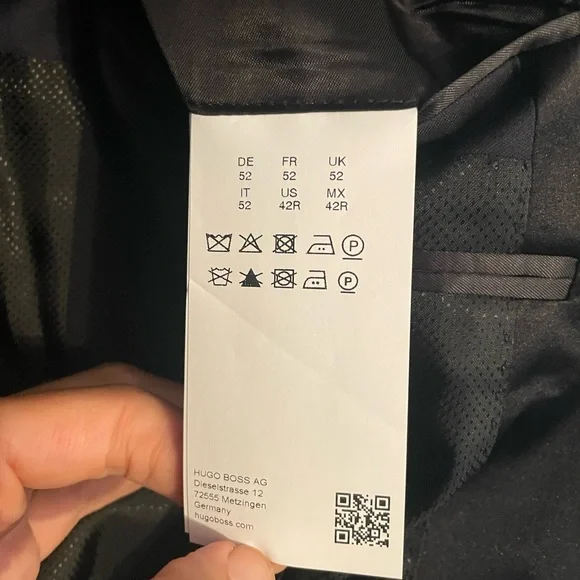 DE FR UK
52 52 52
IT US MX
52 42R 42R
P
P
HUGO BOSS AG
Dieselstrasse 12
72555 Metzingen
Germany
hugoboss.com